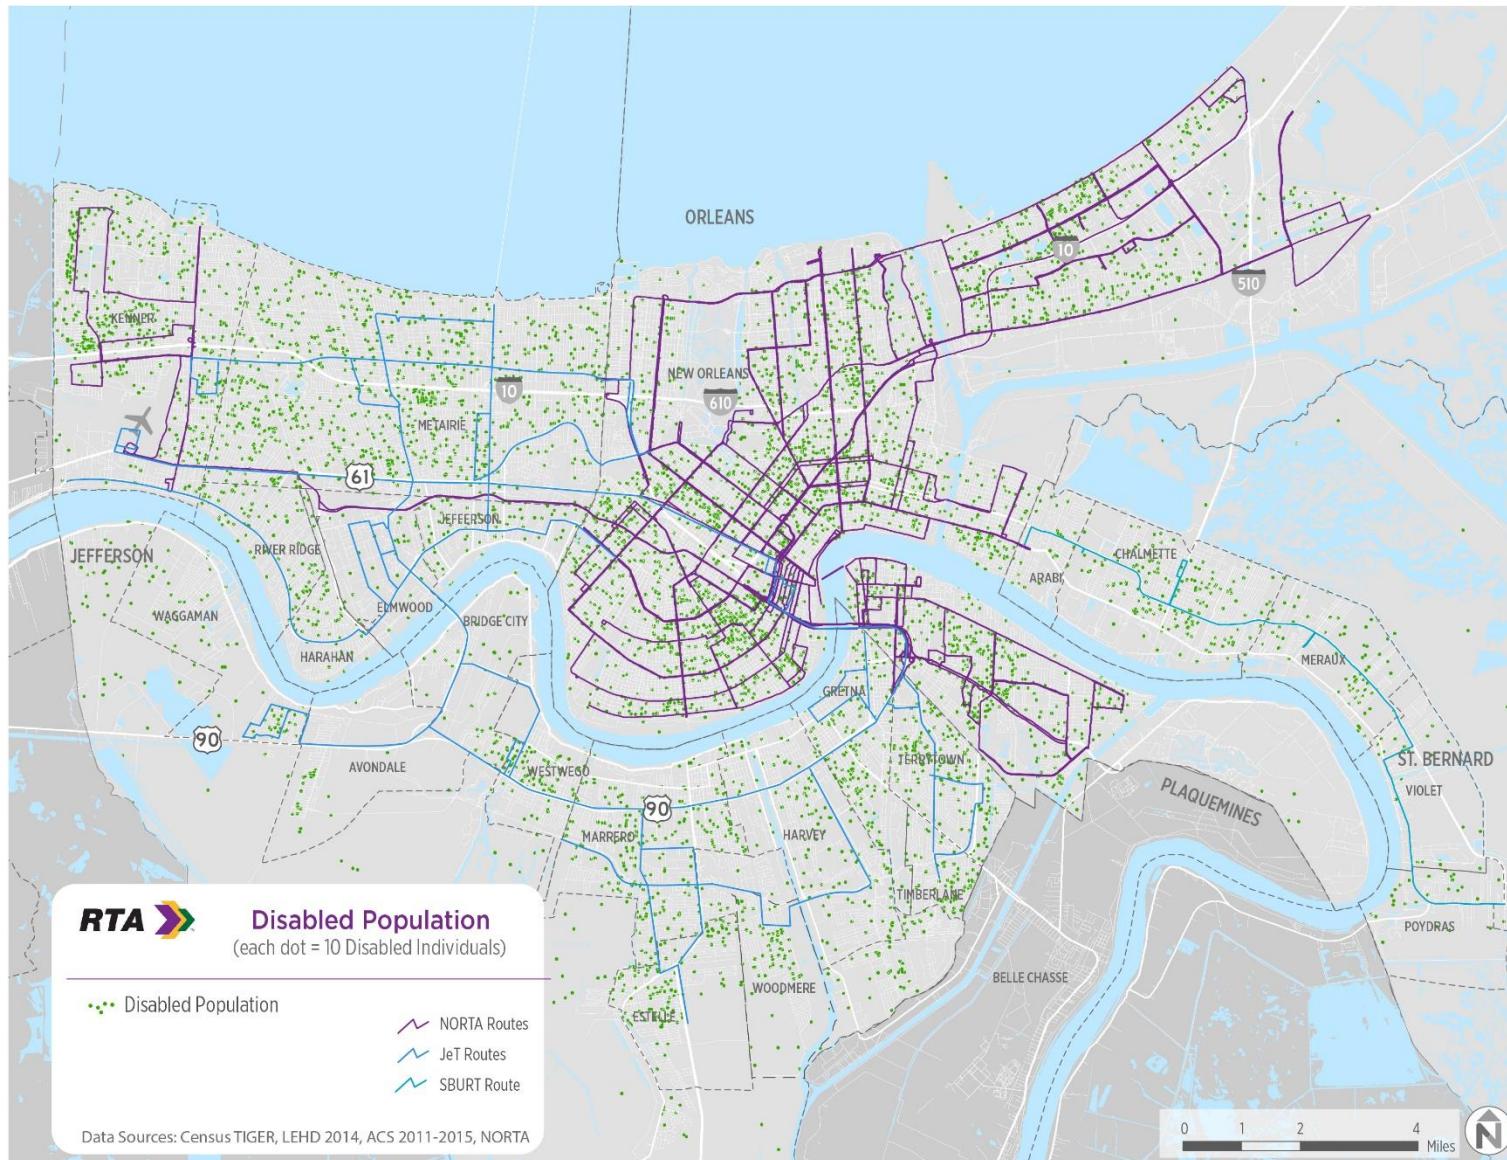 ORLEANS
10
510
KENNER
NEW ORLEANS
610
10
METAIRIE
61
JEFFERSON
RIVER RIDGE
JEFFERSON
CHALMETTE
ARABI
WAGGAMAN
ELMWOOD
BRIDGE CITY
HARAHAN
MERAUX
GRETNA
90
AVONDALE
WESTWEGO
TERRYTOWN
ST. BERNARD
VIOLET
PLAQUEMINES
90
MARRERO
HARVEY
TIMBERLANE
POYDRAS
BELLE CHASSE
WOODMERE
ESTELLE
RTA
Disabled Population
(each dot = 10 Disabled Individuals)
Disabled Population
NORTA Routes
JeT Routes
SBURT Route
Data Sources: Census TIGER, LEHD 2014, ACS 2011-2015, NORTA
0 1 2 4
Miles
N